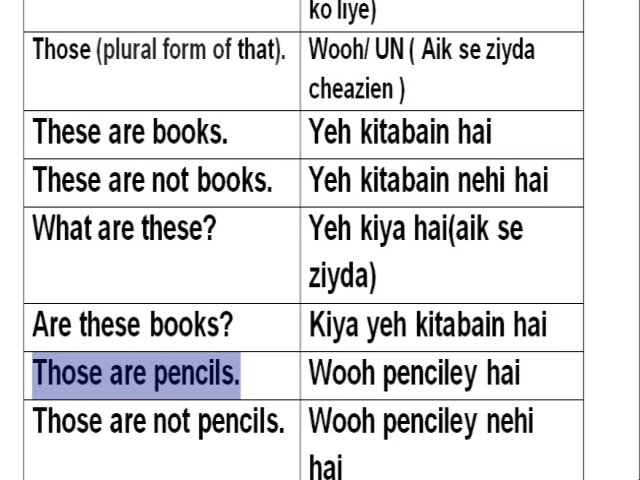 ko liye)
Those (plural form of that).
Wooh/ UN ( Aik se ziyda
cheazien )
These are books.
Yeh kitabain hai
These are not books.
Yeh kitabain nehi hai
What are these?
Yeh kiya hai(aik se
ziyda)
Are these books?
Kiya yeh kitabain hai
Those are pencils.
Wooh penciley hai
Those are not pencils.
Wooh penciley nehi
hai